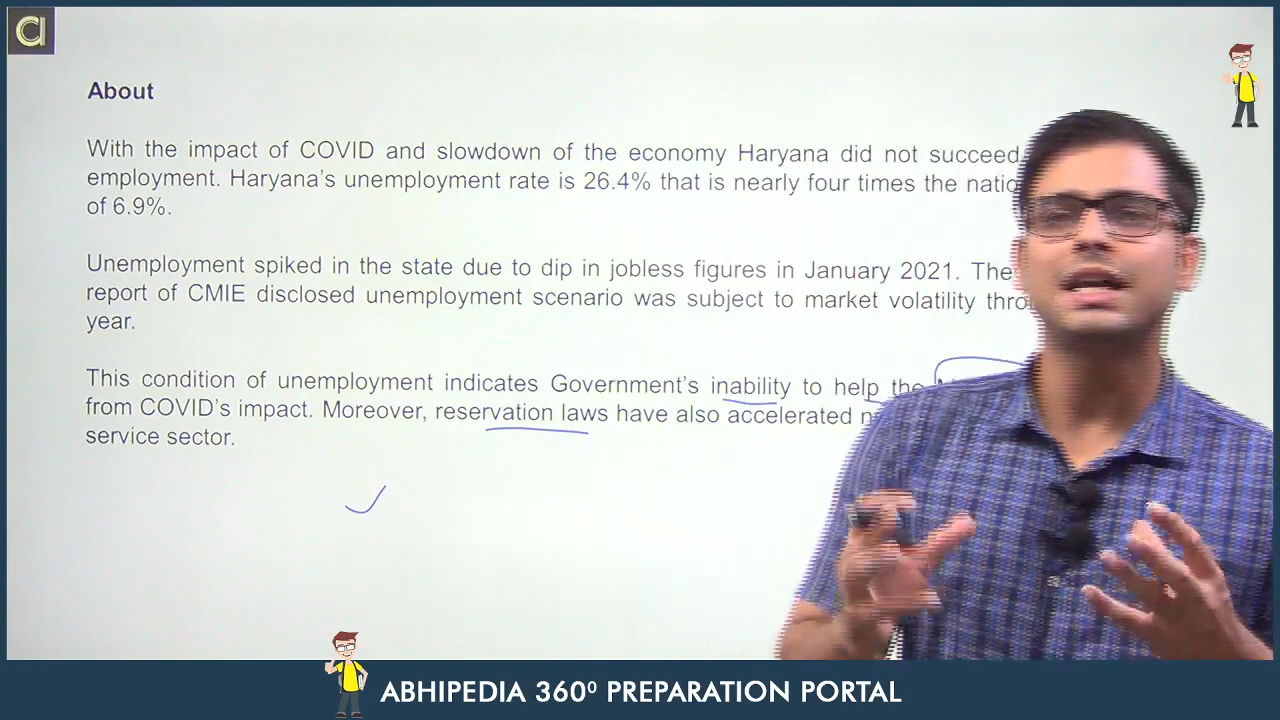 About
With the impact of COVID and slowdown of the economy Haryana did not succeed
employment. Haryana's unemployment rate is 26.4% that is nearly four times the
of 6.9%.
Unemployment spiked in the state due to dip in jobless figures in January 2021. The
report of CMIE disclosed unemployment scenario was subject to market volatility
year.
This condition of unemployment indicates Government's inability to help the
from COVID's impact. Moreover, reservation laws have also accelerated
service sector.
ABHIPEDIA 360⁰ PREPARATION PORTAL